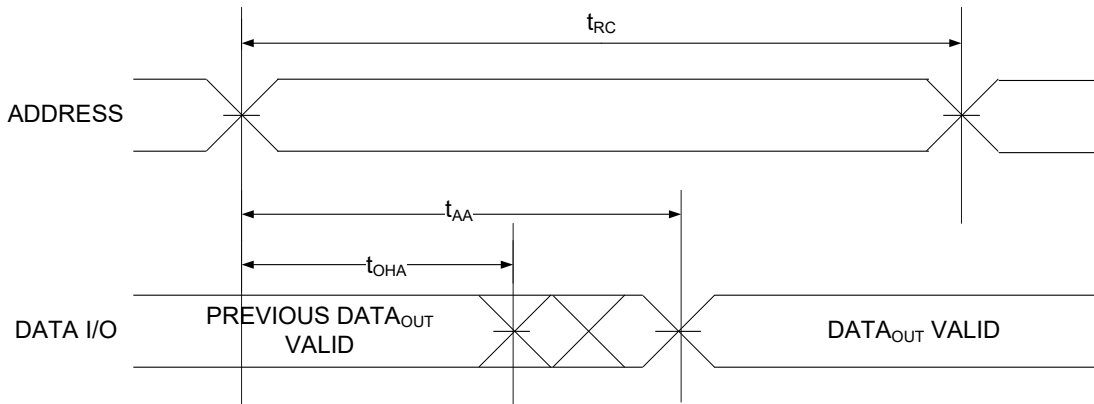 tRC
ADDRESS
tAA
tOHA
DATA I/O
PREVIOUS DATAOUT
VALID
DATAOUT VALID